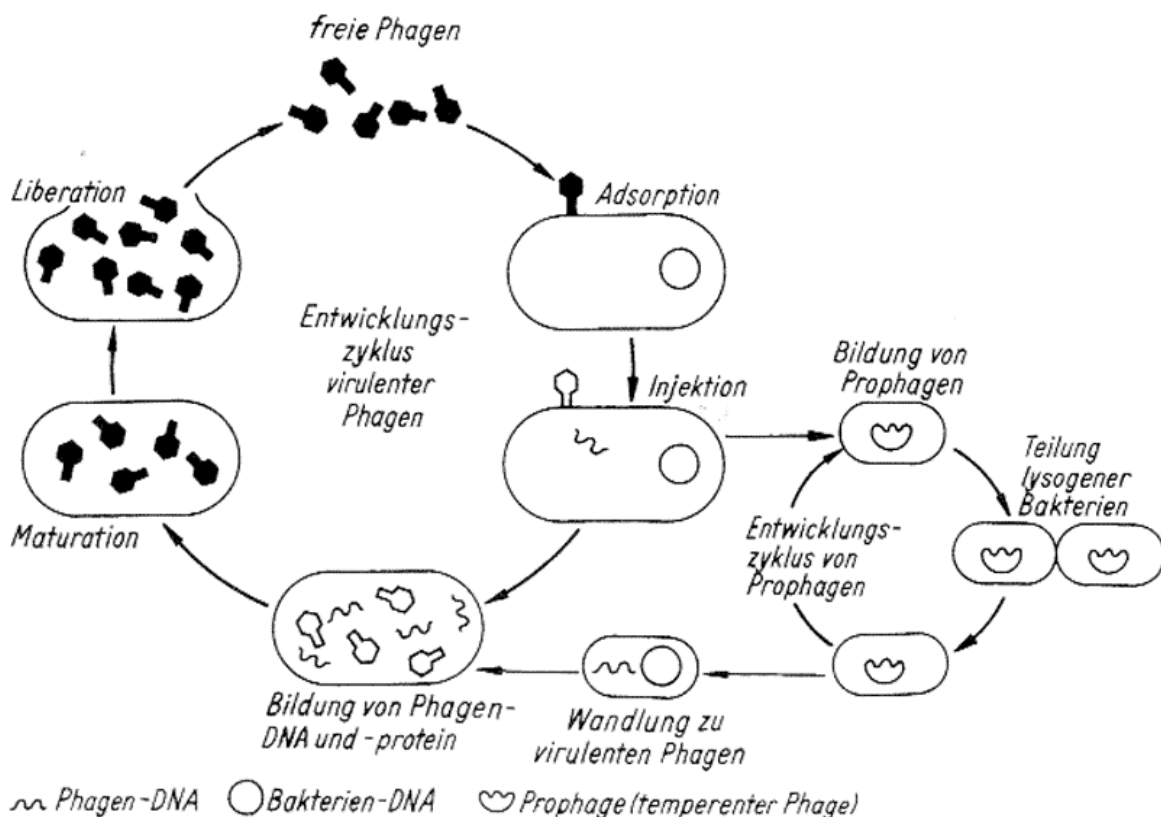 freie Phagen
Liberation
Adsorption
Entwicklungs-
zyklus
virulenter
Phagen
Injektion
Bildung von
Prophagen
Teilung
lysogener
Bakterien
Maturation
Entwicklungs-
zyklus von
Prophagen
Bildung von Phagen-
DNA und -protein
Wandlung zu
virulenten Phagen
Phagen-DNA
Bakterien-DNA
Prophage (temperenter Phage)